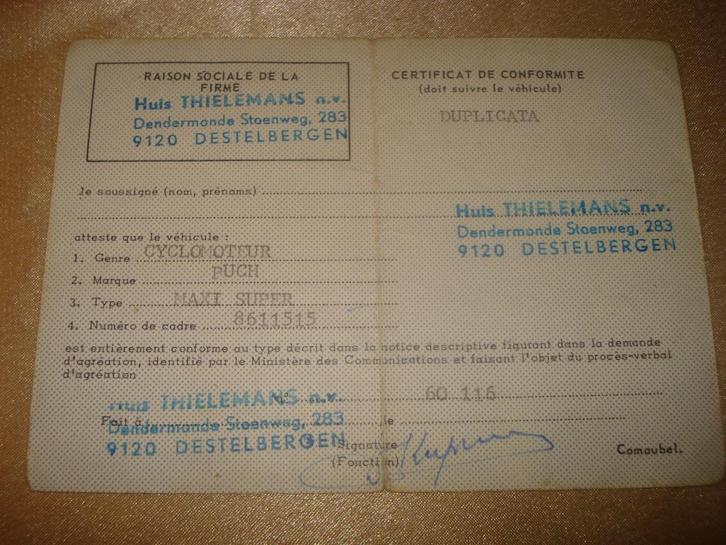 RAISON SOCIALE DE LA
FIRME
Huis THIELEMANS n.v.
Dendermonde Steenweg, 283
9120 DESTELBERGEN
CERTIFICAT DE CONFORMITE
(doit suivre le véhicule)
DUPLICATA
Je soussigné (nom, prénoms)
Huis THIELEMANS n.v.
Dendermonde Steenweg, 283
9120 DESTELBERGEN
atteste que le véhicule :
1. Genre CYCLOMOTEUR
2. Marque PUCH
3. Type MAXI SUPER
4. Numéro de cadre 8611515
est entièrement conforme au type décrit dans la notice descriptive figurant dans la demande
d'agréation, identifié par le Ministère des Communications et faisant l'objet du procès-verbal
d'agréation
60 116
Huis THIELEMANS n.v.
Fait à ,le
Dendermonde Steenweg, 283
9120 DESTELBERGEN
Signature
(Fonction)
Comaubel.